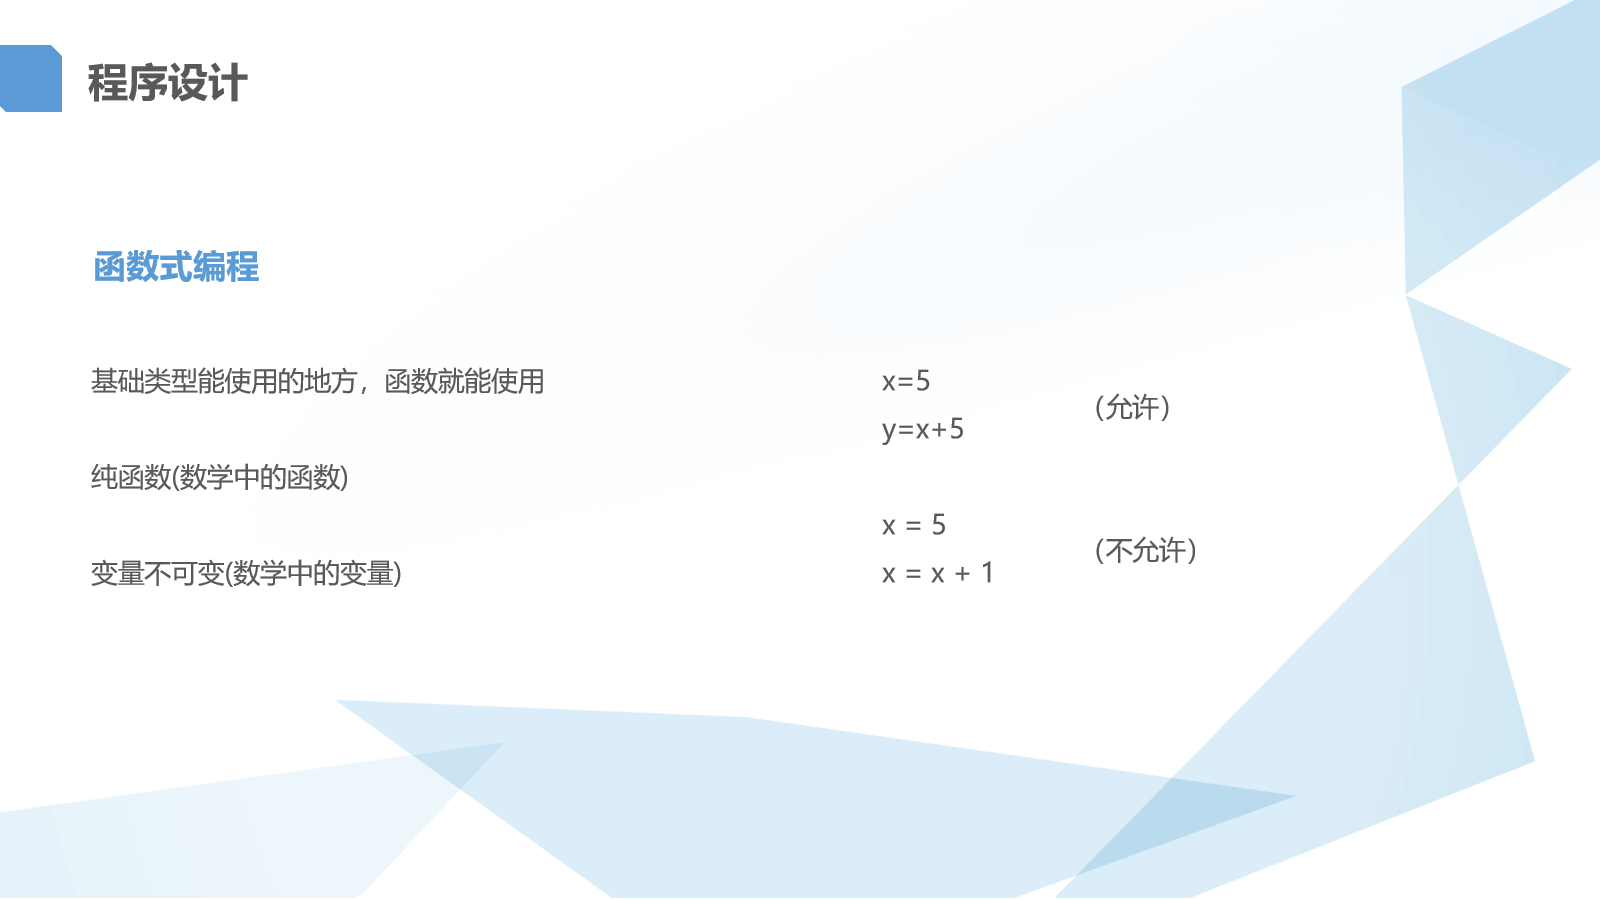 程序设计
函数式编程
基础类型能使用的地方，函数就能使用
纯函数(数学中的函数)
变量不可变(数学中的变量)
x=5
y=x+5
（允许）
x = 5
x = x + 1
（不允许）